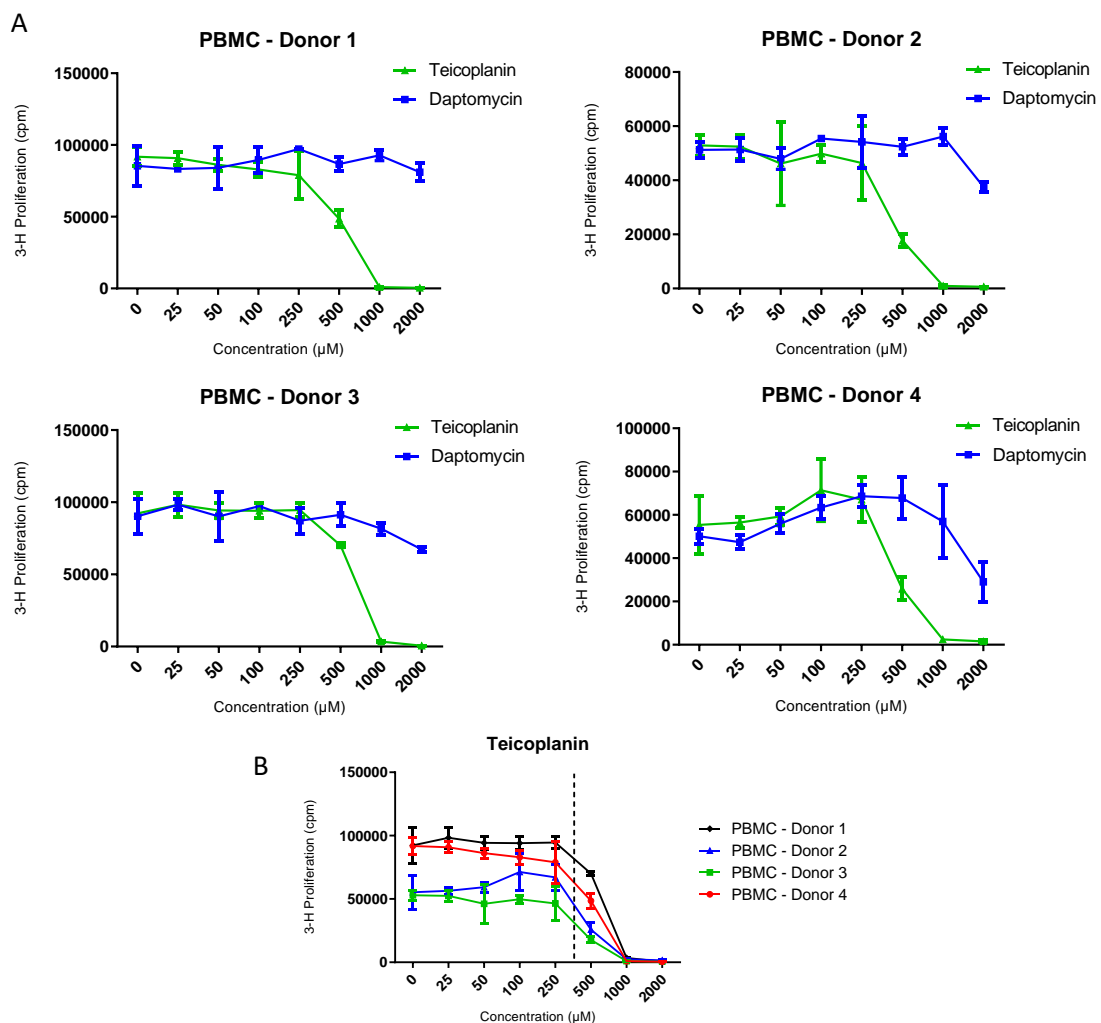 A
PBMC - Donor 1
Teicoplanin
Daptomycin
3-H Proliferation (cpm)
150000
100000
50000
0
0 25 50 100 250 500 1000 2000
Concentration (µM)
PBMC - Donor 2
Teicoplanin
Daptomycin
3-H Proliferation (cpm)
80000
60000
40000
20000
0
0 25 50 100 250 500 1000 2000
Concentration (µM)
PBMC - Donor 3
Teicoplanin
Daptomycin
3-H Proliferation (cpm)
150000
100000
50000
0
0 25 50 100 250 500 1000 2000
Concentration (µM)
PBMC - Donor 4
Teicoplanin
Daptomycin
3-H Proliferation (cpm)
100000
80000
60000
40000
20000
0
0 25 50 100 250 500 1000 2000
Concentration (µM)
B
Teicoplanin
3-H Proliferation (cpm)
150000
100000
50000
0
0 25 50 100 250 500 1000 2000
Concentration (µM)
PBMC - Donor 1
PBMC - Donor 2
PBMC - Donor 3
PBMC - Donor 4